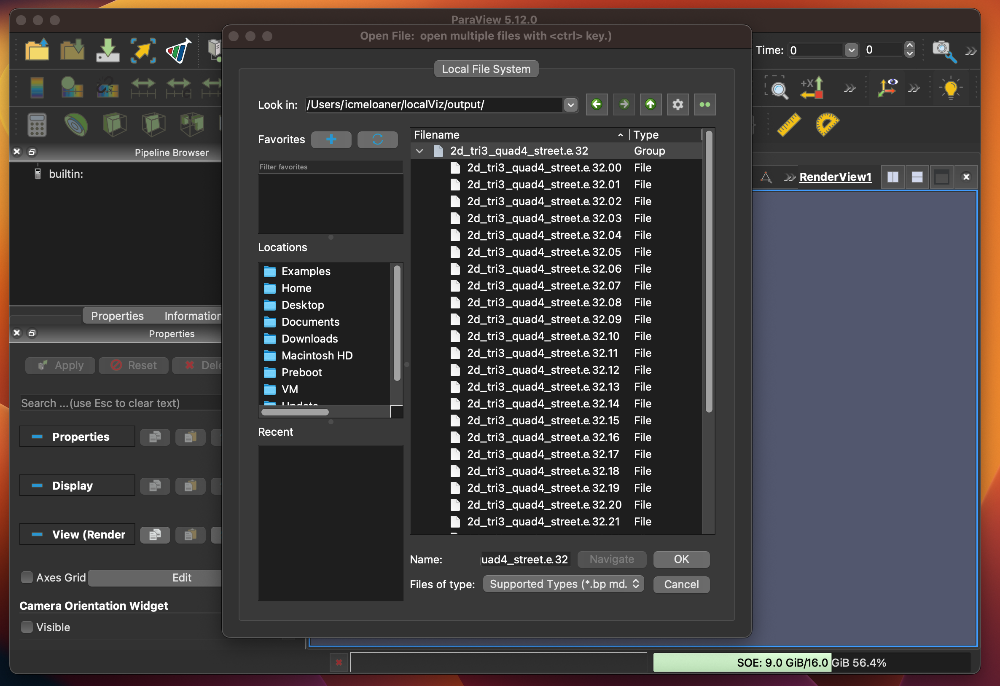 ParaView 5.12.0
Open File:  open multiple files with <ctrl> key.)
Time: 0 0
+X
Local File System
Look in: /Users/icmeloaner/localViz/output/
Favorites
Filter favorites
Filename Type
2d_tri3_quad4_street.e.32 Group
2d_tri3_quad4_street.e.32.00 File
2d_tri3_quad4_street.e.32.01 File
2d_tri3_quad4_street.e.32.02 File
2d_tri3_quad4_street.e.32.03 File
2d_tri3_quad4_street.e.32.04 File
2d_tri3_quad4_street.e.32.05 File
2d_tri3_quad4_street.e.32.06 File
2d_tri3_quad4_street.e.32.07 File
2d_tri3_quad4_street.e.32.08 File
2d_tri3_quad4_street.e.32.09 File
2d_tri3_quad4_street.e.32.10 File
2d_tri3_quad4_street.e.32.11 File
2d_tri3_quad4_street.e.32.12 File
2d_tri3_quad4_street.e.32.13 File
2d_tri3_quad4_street.e.32.14 File
2d_tri3_quad4_street.e.32.15 File
2d_tri3_quad4_street.e.32.16 File
2d_tri3_quad4_street.e.32.17 File
2d_tri3_quad4_street.e.32.18 File
2d_tri3_quad4_street.e.32.19 File
2d_tri3_quad4_street.e.32.20 File
2d_tri3_quad4_street.e.32.21 File
Locations
Examples
Home
Desktop
Documents
Downloads
Macintosh HD
Preboot
VM
Update
Recent
Name: uad4_street.e.32 Navigate OK
Files of type: Supported Types (*.bp md. Cancel
Pipeline Browser
builtin:
Properties Information
Properties
Apply Reset Dele
Search ... (use Esc to clear text)
Properties
Display
View (Render
Axes Grid Edit
Camera Orientation Widget
Visible
RenderView1
SOE: 9.0 GiB/16.0 GiB 56.4%